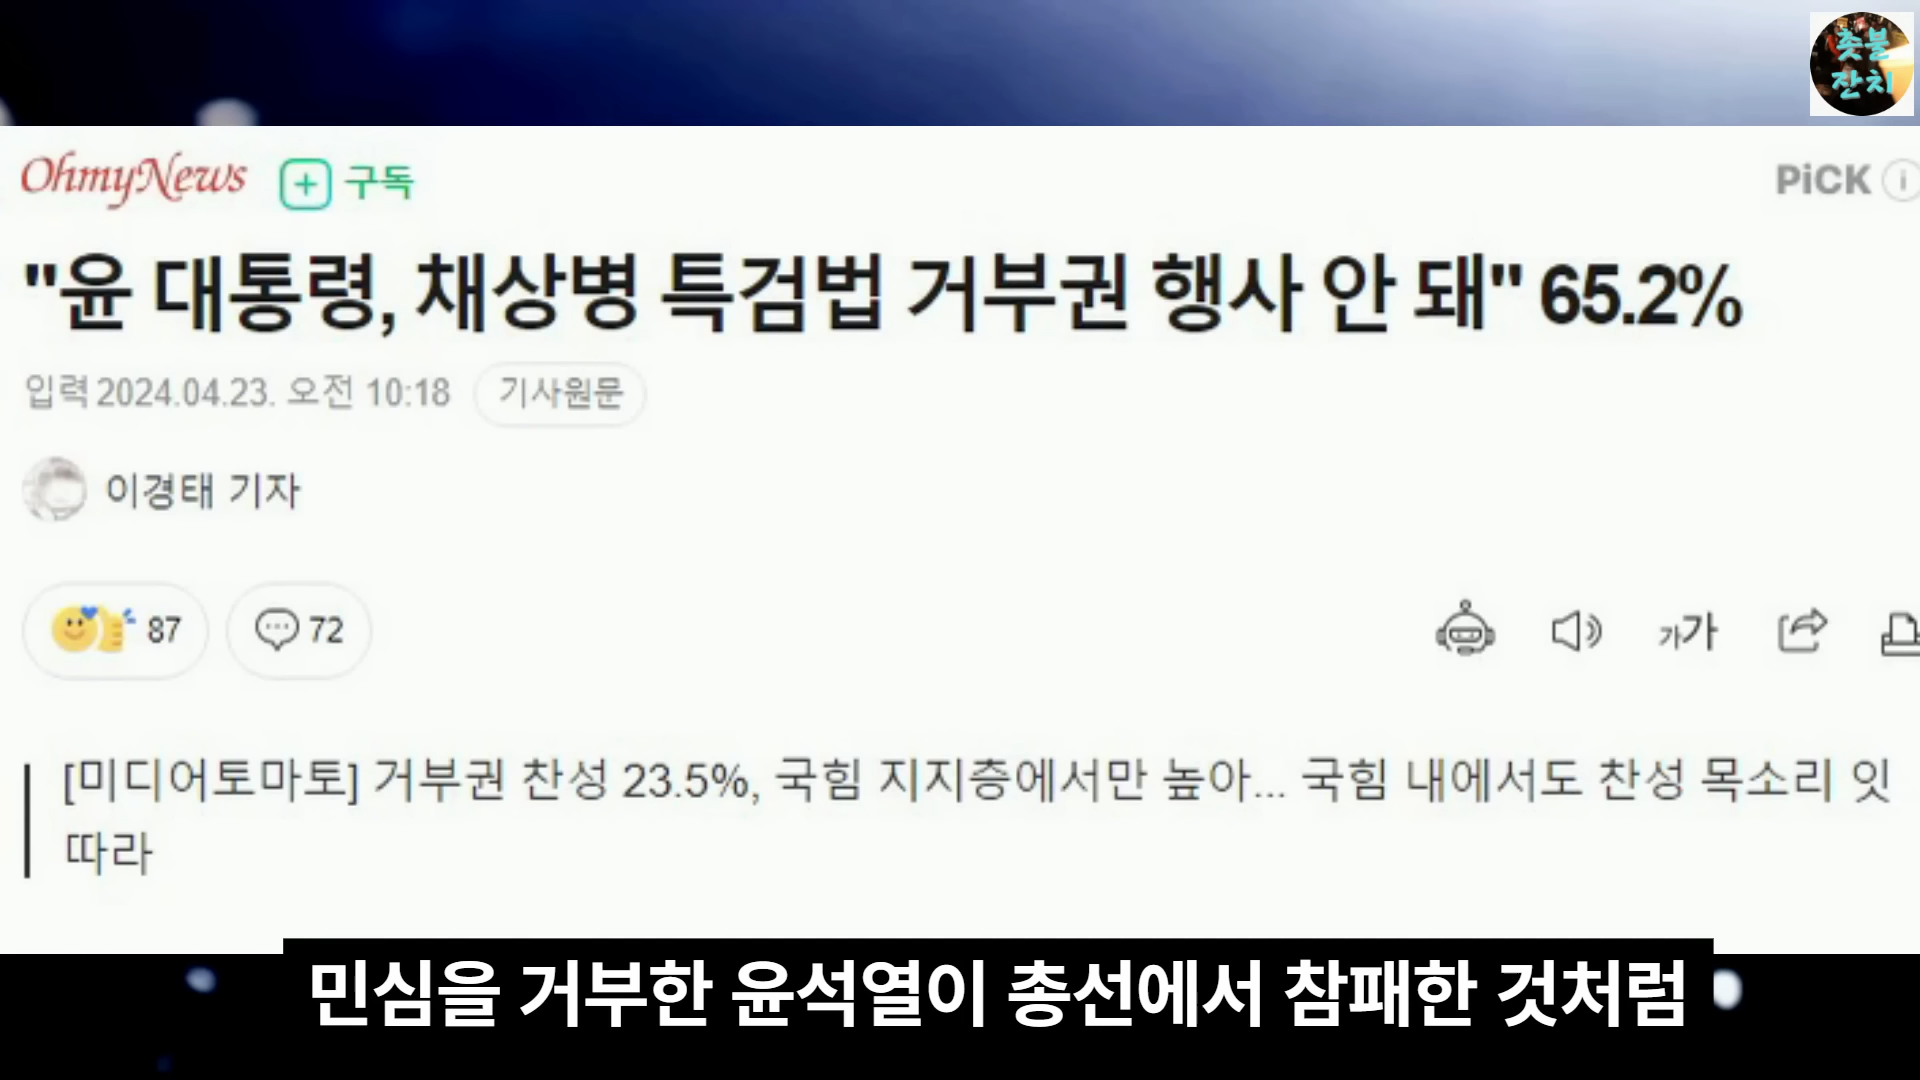 촛불
잔치
OhmyNews + 구독
PiCK i
"윤 대통령, 채상병 특검법 거부권 행사 안 돼" 65.2%
입력 2024.04.23. 오전 10:18 기사원문
이경태 기자
87 72
가가
[미디어토마토] 거부권 찬성 23.5%, 국힘 지지층에서만 높아... 국힘 내에서도 찬성 목소리 잇
따라
민심을 거부한 윤석열이 총선에서 참패한 것처럼